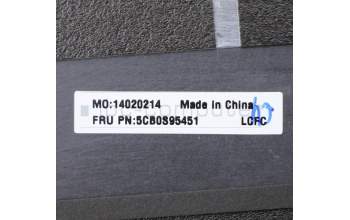 MO:14020214 Made in China
FRU PN:5CB0S95451 LCFC